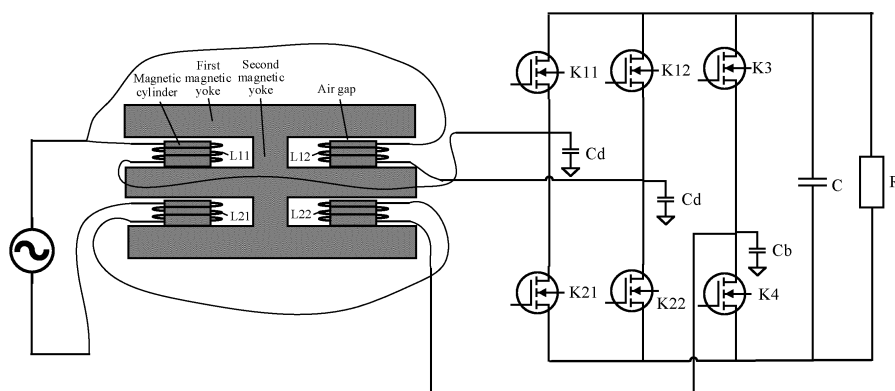 First
magnetic
yoke
Second
magnetic
yoke
Magnetic
cylinder
Air gap
L11
L12
L21
L22
K11
K12
K3
Cd
Cd
C
R
Cb
K21
K22
K4